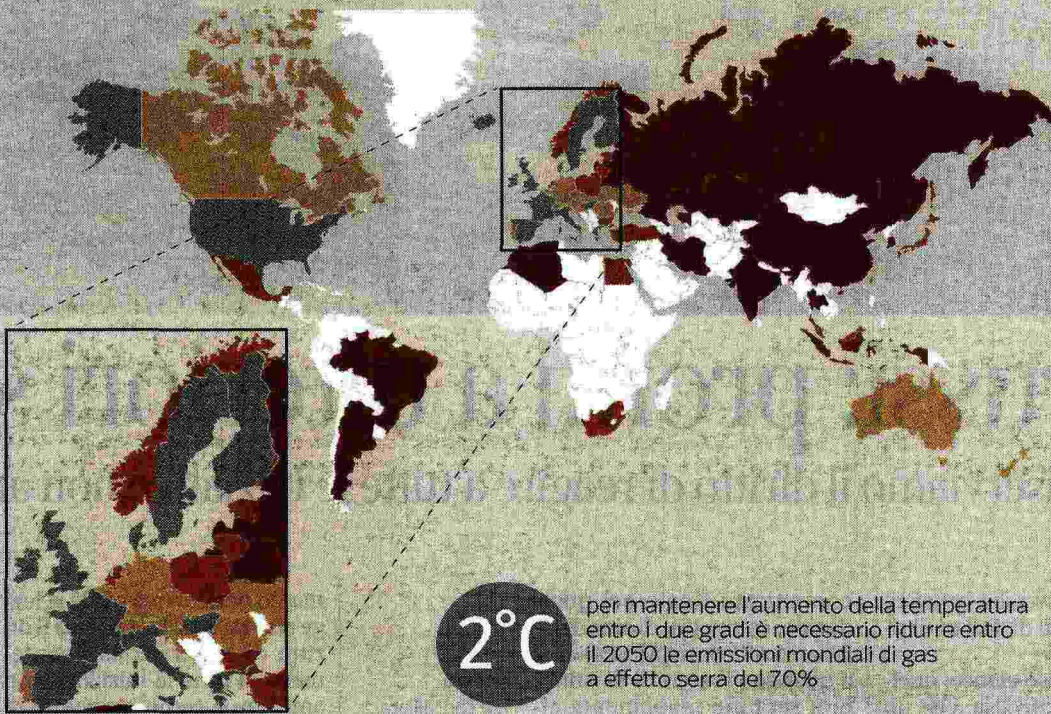 2°C
per mantenere l'aumento della temperatura
entro i due gradi è necessario ridurre entro
il 2050 le emissioni mondiali di gas
a effetto serra del 70%